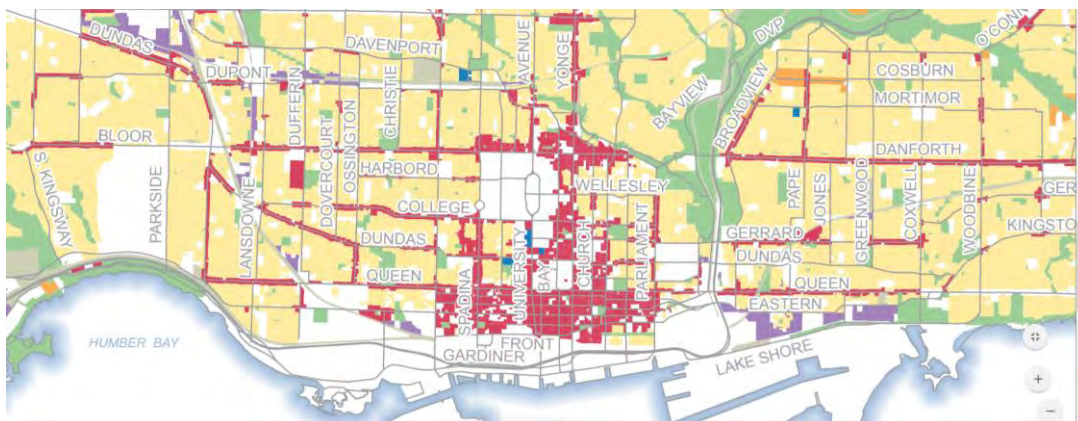 DUNDAS
DAVENPORT
AVENUE
YONGE
DVP
O'CONN
DUPONT
COSBURN
BAYVIEW
BROADVIEW
MORTIMOR
DUFFERIN
CHRISTIE
BLOOR
DOVERCOURT
OSSINGTON
DANFORTH
HARBORD
WELLESLEY
S. KINGSWAY
PARKSIDE
LANSDOWNE
PAPE
JONES
GREENWOOD
COXWELL
WOODBINE
GER
COLLEGE
KINGSTO
DUNDAS
UNIVERSITY
BAY
CHURCH
PARLIAMENT
GERRARD
DUNDAS
QUEEN
SPADINA
QUEEN
EASTERN
FRONT
HUMBER BAY
GARDINER
LAKE SHORE
+
−